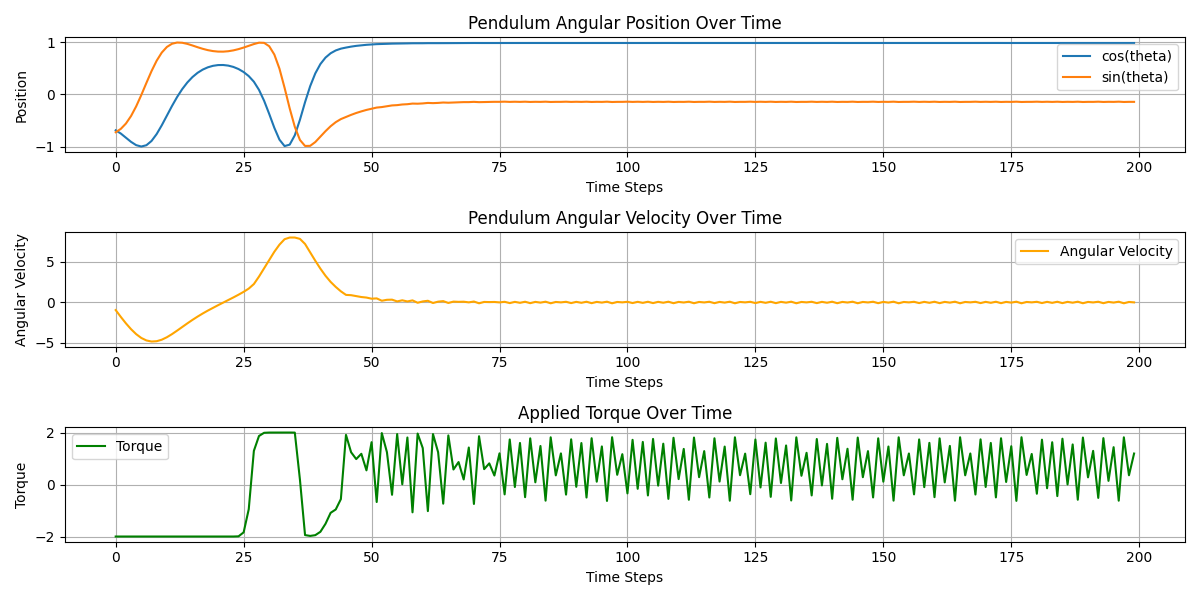 Pendulum Angular Position Over Time
1
0
−1
Position
cos(theta)
sin(theta)
0 25 50 75 100 125 150 175 200
Time Steps
Pendulum Angular Velocity Over Time
5
0
−5
Angular Velocity
Angular Velocity
0 25 50 75 100 125 150 175 200
Time Steps
Applied Torque Over Time
2
0
−2
Torque
Torque
0 25 50 75 100 125 150 175 200
Time Steps